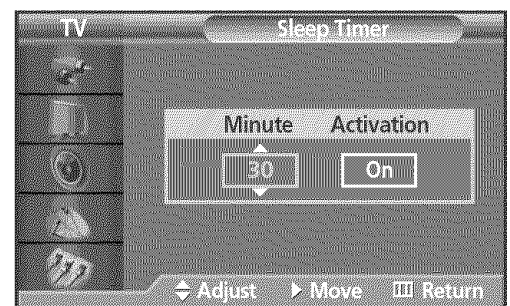 TV Sleep Timer
Minute Activation
30 On
Adjust Move Return